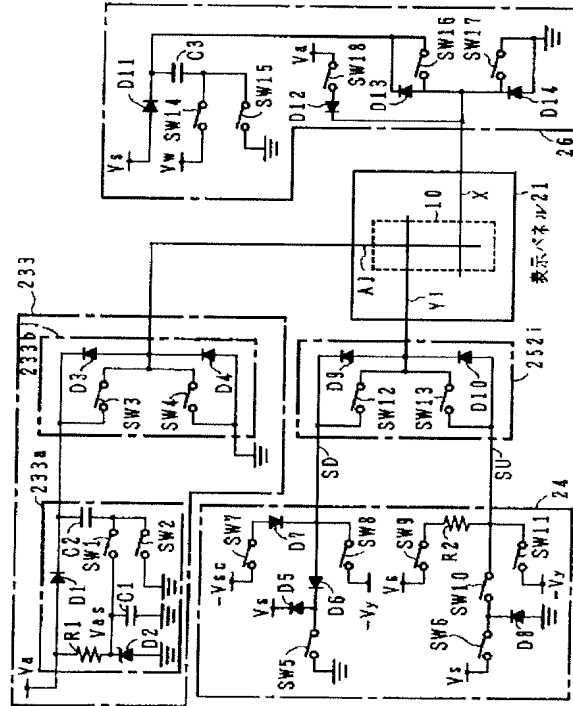 233
233a
233b1
Va
D1
R1
Vas
D2
C1
C2
SW1
SW2
SW3
SW4
D3
D4
A1
Y1
X
10
21
表示パネル
Vs
D11
Vw
SW14
C3
SW15
Va
SW18
D12
D13
SW16
SW17
D14
26
-Vsc
SW7
D7
Vs
D5
SW5
D6
SW8
-Vy
SD
D9
SW12
SW13
D10
252i
SW9
Vs
R2
SU
SW10
SW6
Vs
D8
SW11
-Vy
24